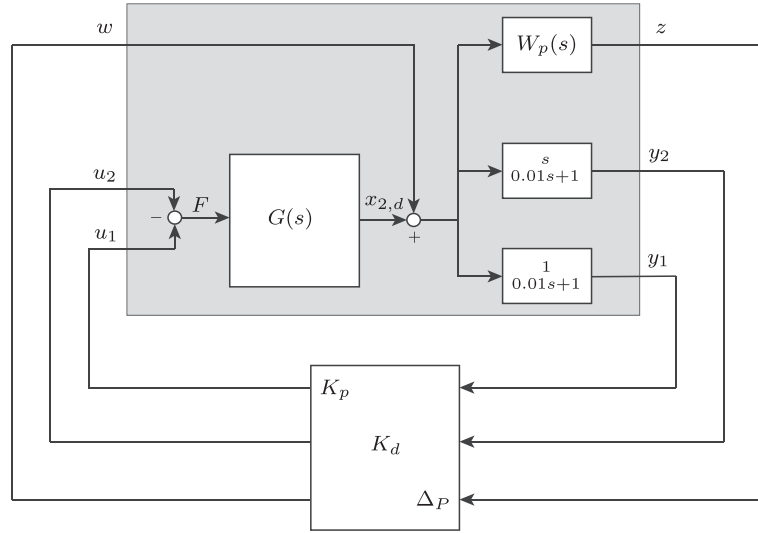 w
W_p(s)
z
s
0.01s+1
y_2
u_2
−
F
G(s)
x_{2,d}
+
u_1
1
0.01s+1
y_1
K_p
K_d
Δ_P